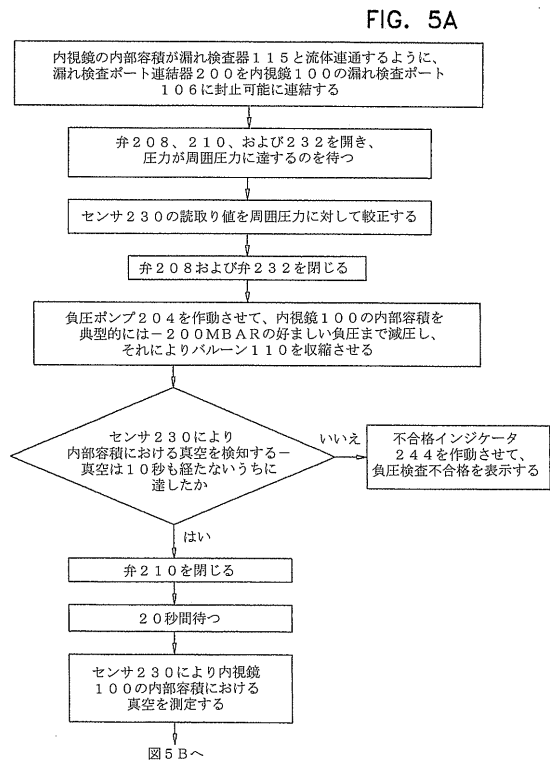 FIG. 5A
内視鏡の内部容積が漏れ検査器115と流体連通するように、
漏れ検査ポート連結器200を内視鏡100の漏れ検査ポート
106に封止可能に連結する
弁208、210、および232を開き、
圧力が周囲圧力に達するのを待つ
センサ230の読取り値を周囲圧力に対して較正する
弁208および弁232を閉じる
負圧ポンプ204を作動させて、内視鏡100の内部容積を
典型的には−200MBARの好ましい負圧まで減圧し、
それによりバルーン110を収縮させる
センサ230により
内部容積における真空を検知する−
真空は10秒も経たないうちに
達したか
いいえ
不合格インジケータ
244を作動させて、
負圧検査不合格を表示する
はい
弁210を閉じる
20秒間待つ
センサ230により内視鏡
100の内部容積における
真空を測定する
図5Bへ